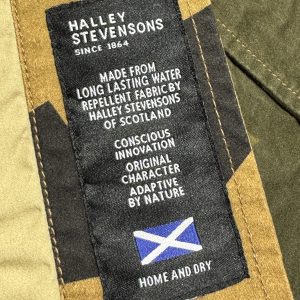 HALLEY
STEVENSONS
SINCE 1864
MADE FROM
LONG LASTING WATER
REPELLENT FABRIC BY
HALLEY STEVENSONS
OF SCOTLAND
CONSCIOUS
INNOVATION
ORIGINAL
CHARACTER
ADAPTIVE
BY NATURE
HOME AND DRY